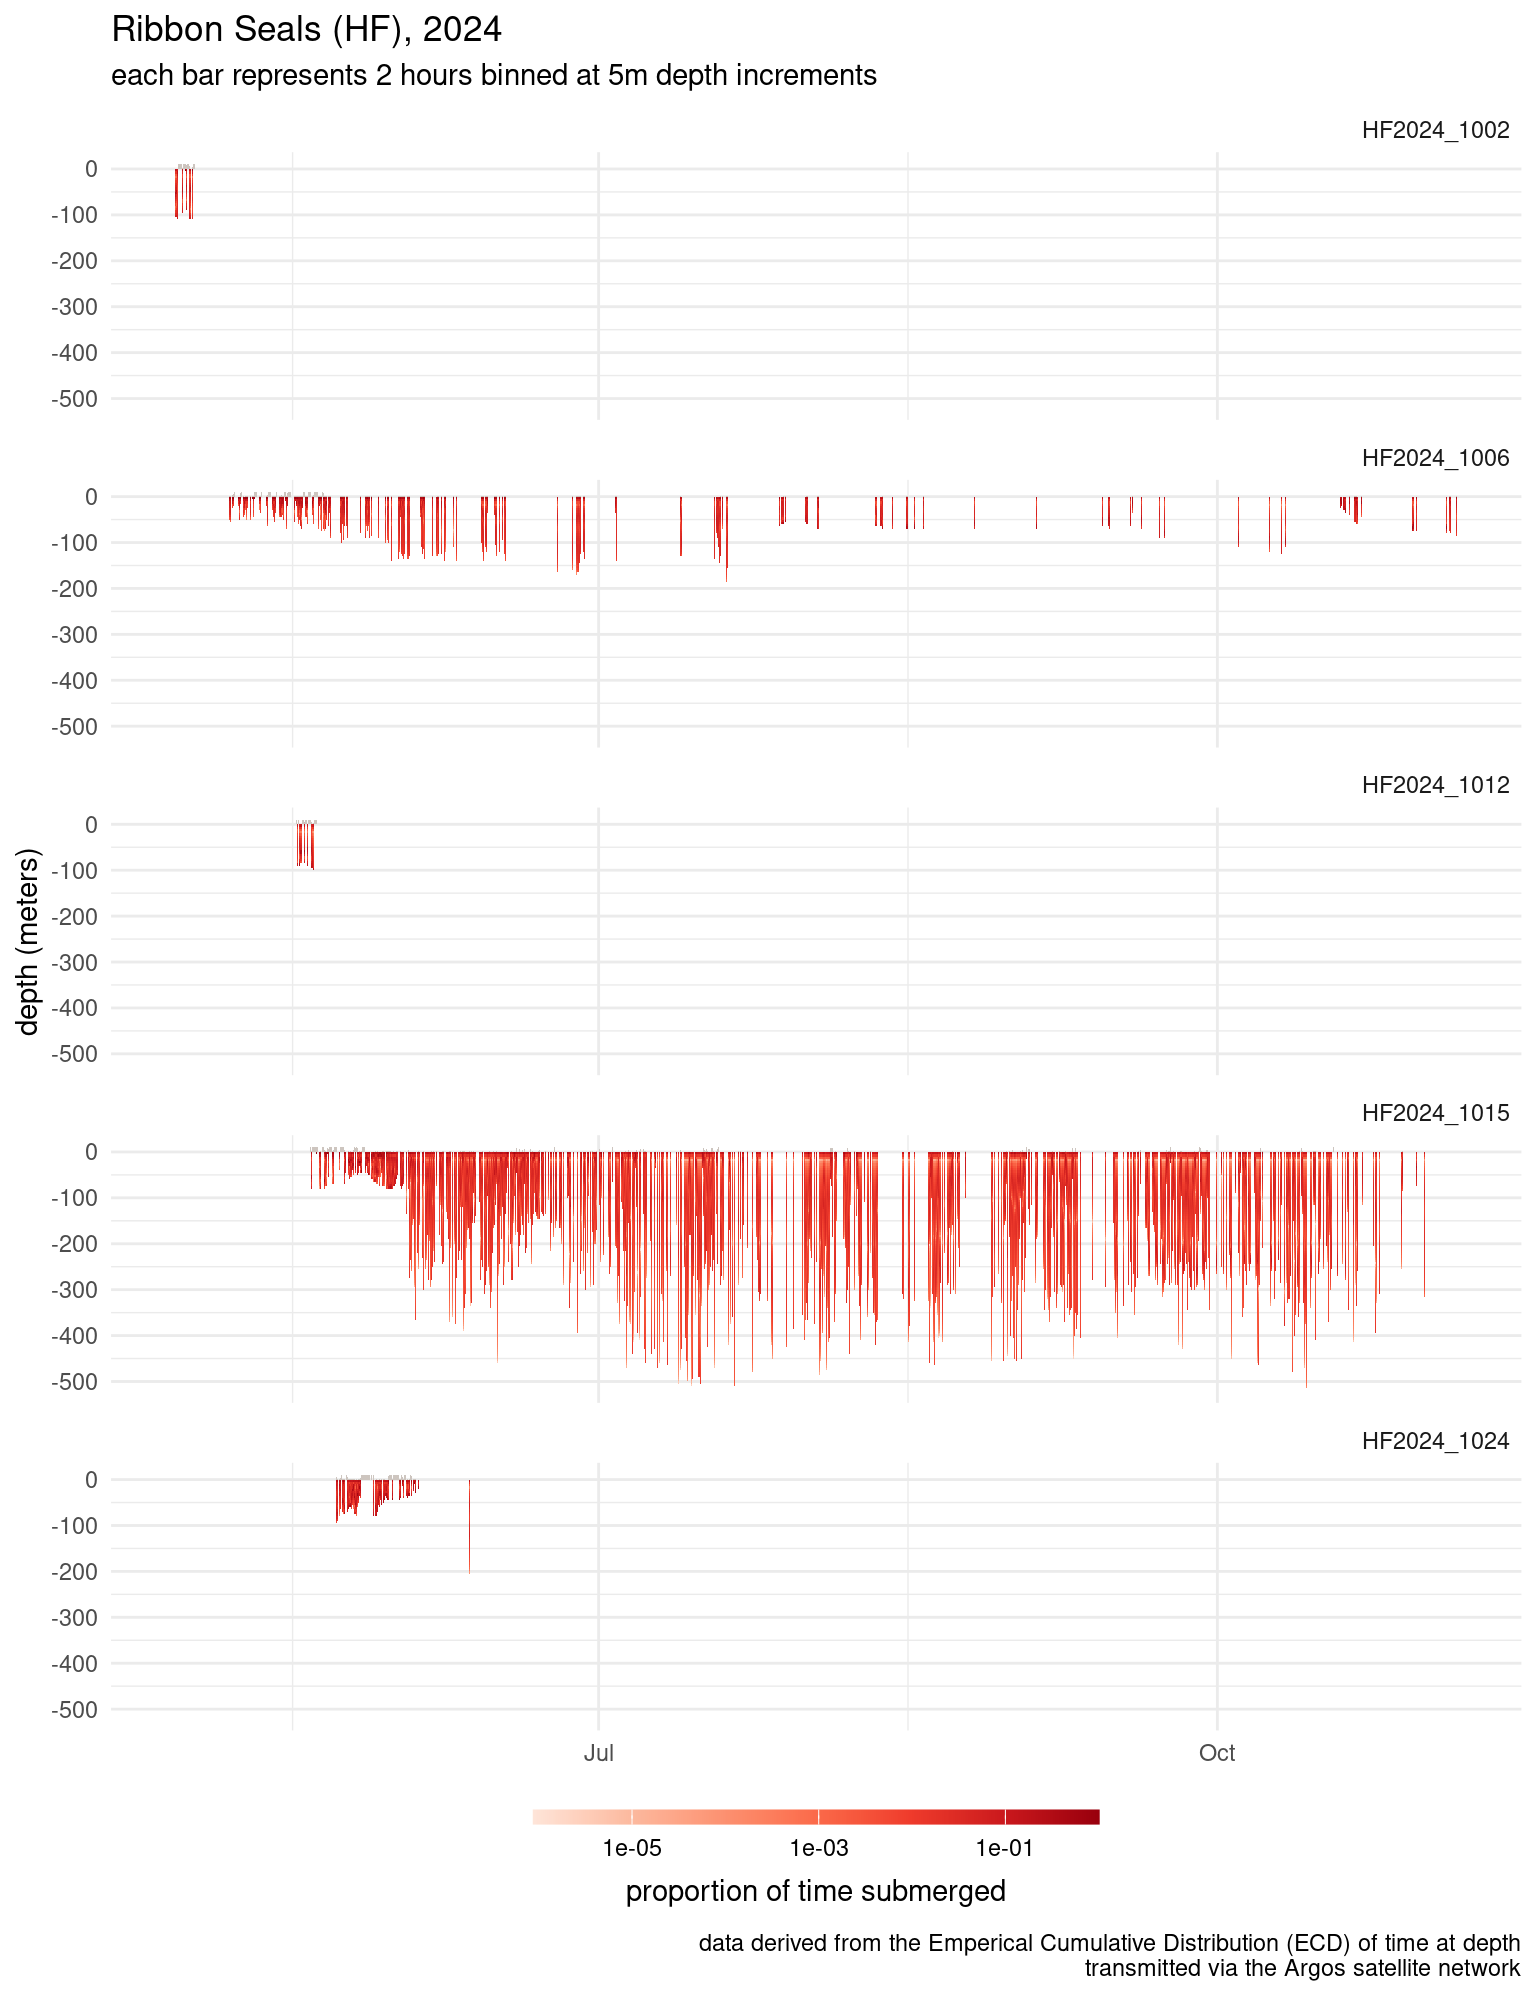 Ribbon Seals (HF), 2024
each bar represents 2 hours binned at 5m depth increments
HF2024_1002
0
-100
-200
-300
-400
-500
HF2024_1006
0
-100
-200
-300
-400
-500
HF2024_1012
0
-100
-200
-300
-400
-500
depth (meters)
HF2024_1015
0
-100
-200
-300
-400
-500
HF2024_1024
0
-100
-200
-300
-400
-500
Jul Oct
1e-05 1e-03 1e-01
proportion of time submerged
data derived from the Emperical Cumulative Distribution (ECD) of time at depth
transmitted via the Argos satellite network